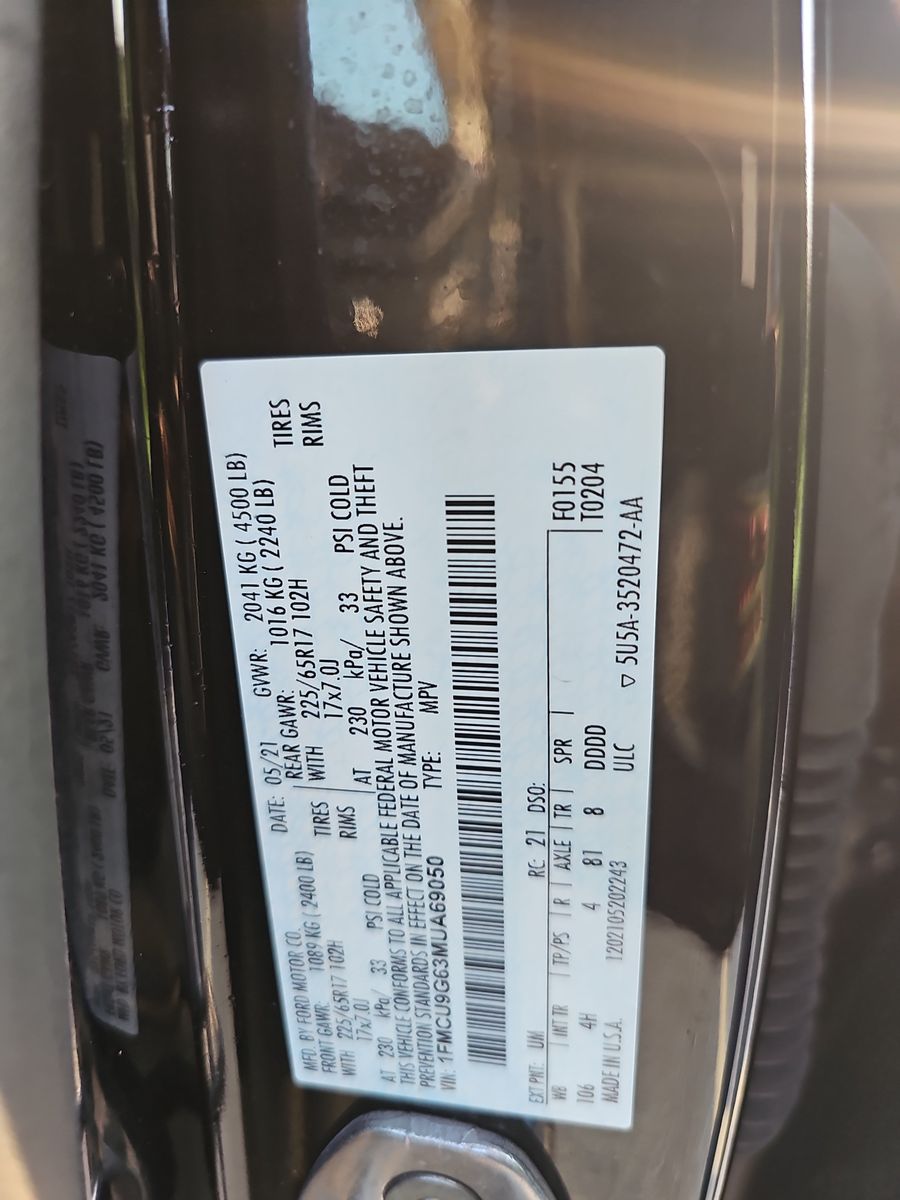 MFD. BY FORD MOTOR CO. DATE: 05/21 GVWR: 2041 KG ( 4500 LB)
FRONT GAWR: 1089 KG ( 2400 LB) REAR GAWR: 1016 KG ( 2240 LB)
WITH 225/65R17 102H TIRES WITH 225/65R17 102H TIRES
17x7.0J RIMS 17x7.0J RIMS
AT 230 kPa/ 33 PSI COLD AT 230 kPa/ 33 PSI COLD
THIS VEHICLE CONFORMS TO ALL APPLICABLE FEDERAL MOTOR VEHICLE SAFETY AND THEFT
PREVENTION STANDARDS IN EFFECT ON THE DATE OF MANUFACTURE SHOWN ABOVE.
VIN: 1FMCU9G63MUA69050 TYPE: MPV
EXT PNT: UM RC: 21 DSO: F0155
WB INT TR TP/PS R AXLE TR SPR T0204
106 4H 4 81 8 DDDD
MADE IN U.S.A. 1202105202243 ULC ▽ 5U5A-3520472-AA